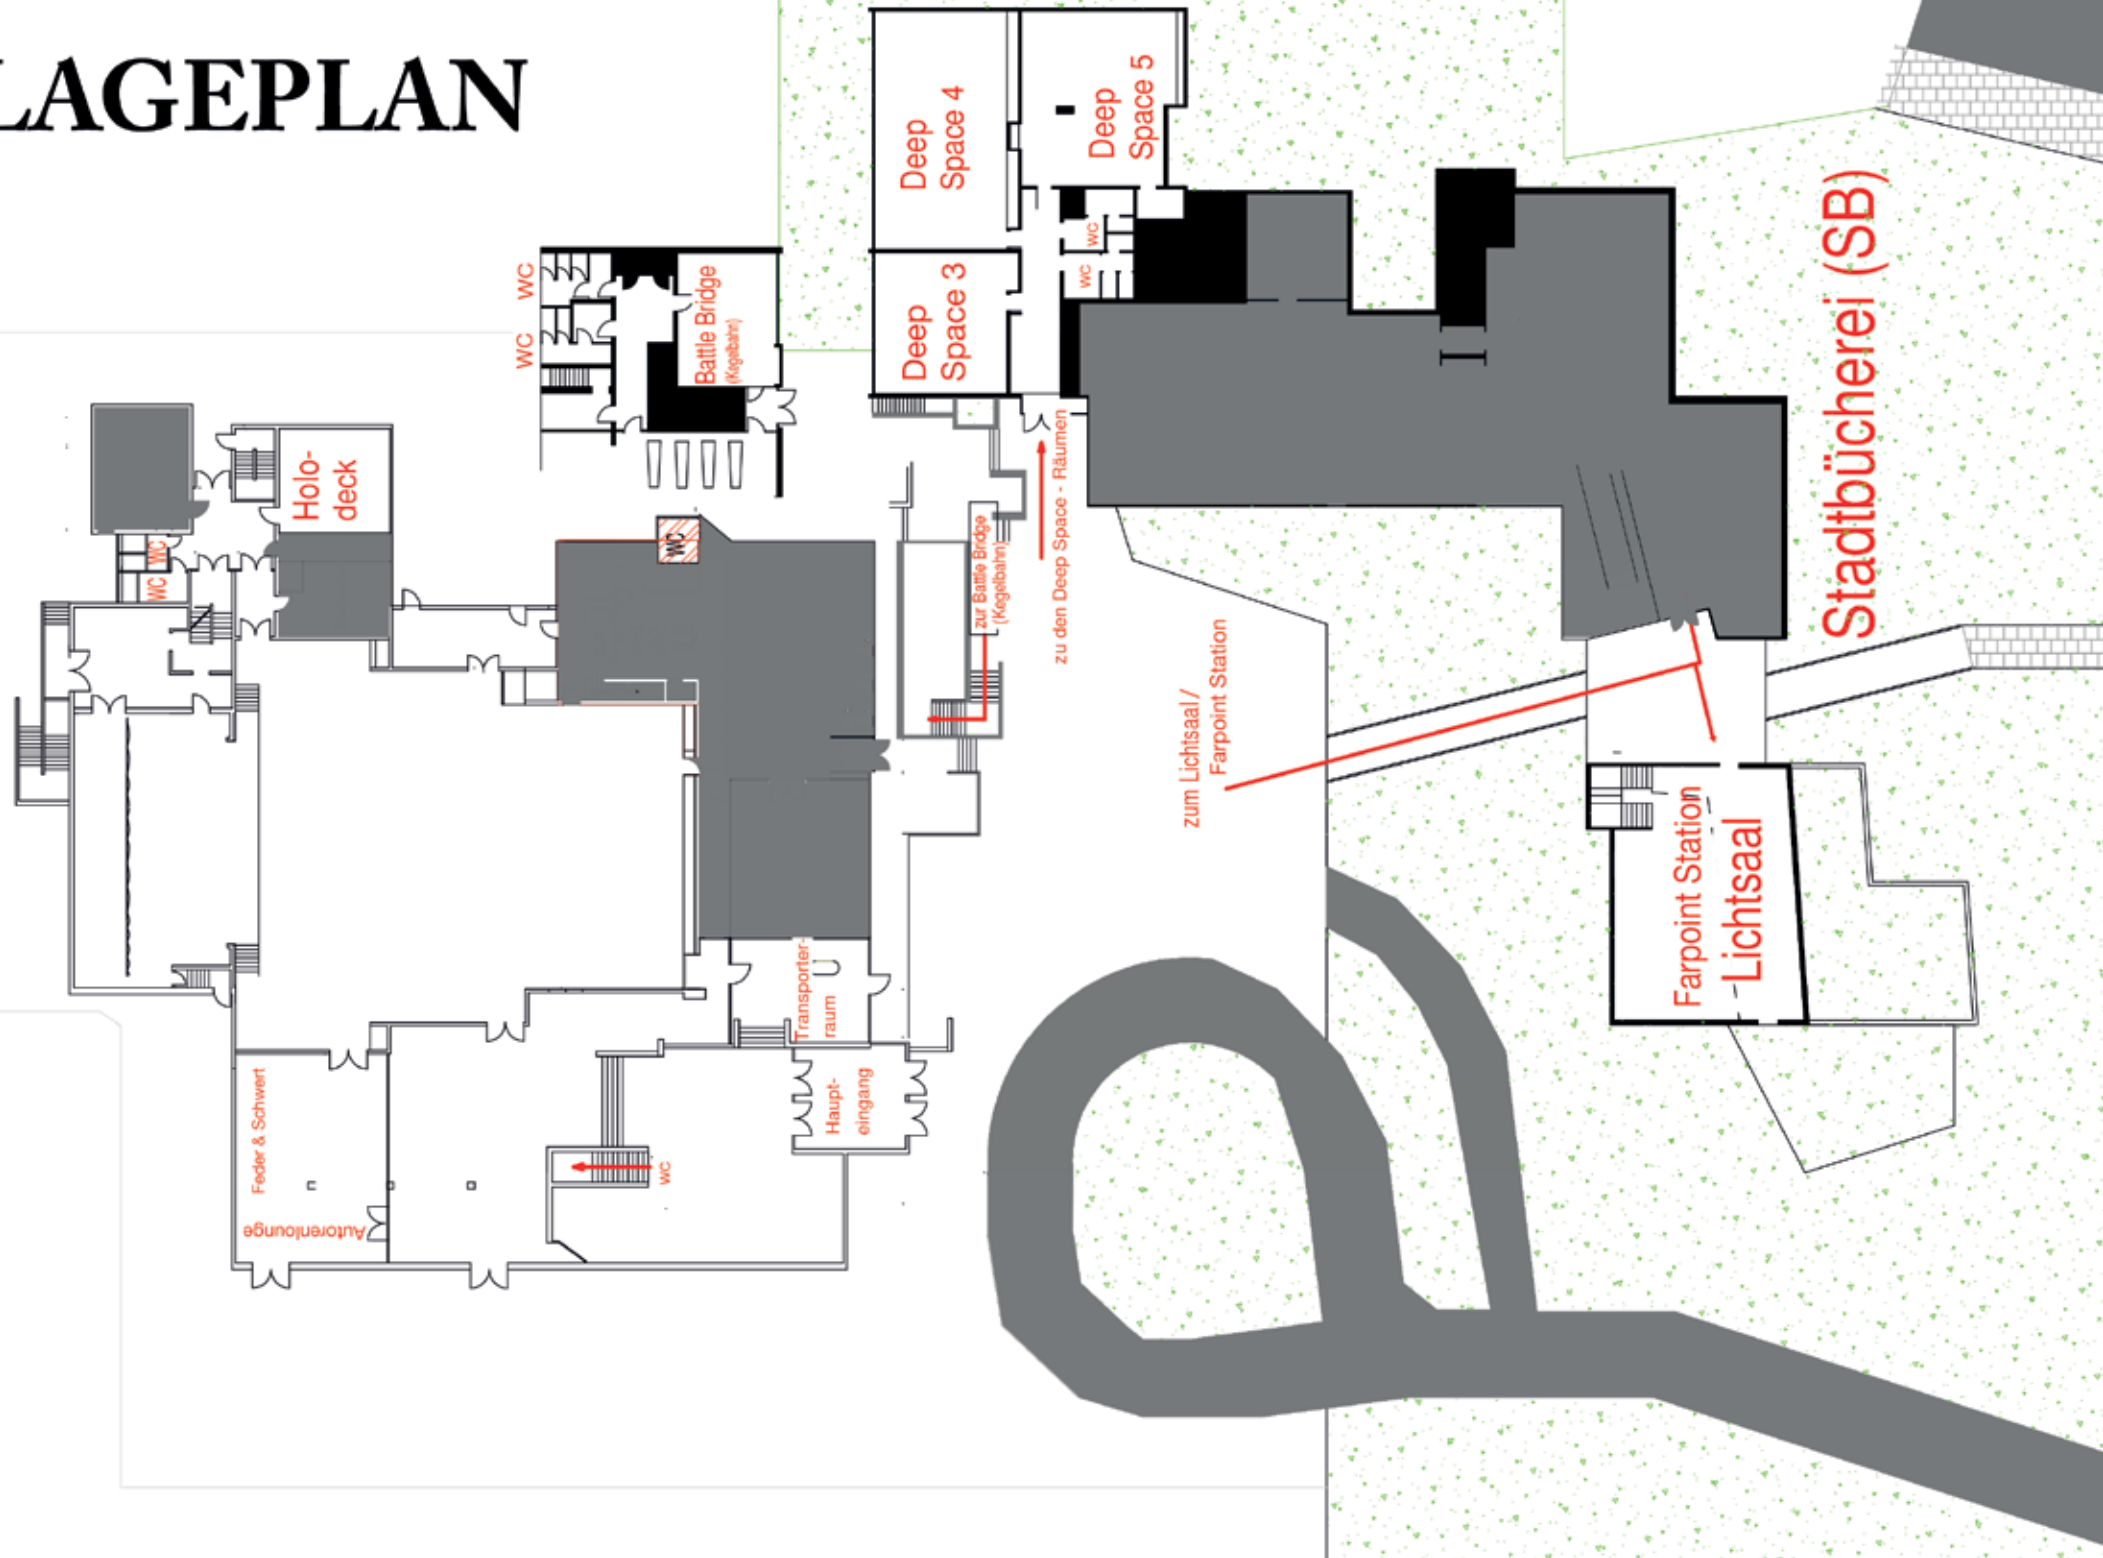 LAGEPLAN
Deep
Space 4
Deep
Space 5
WC
WC
Deep
Space 3
WC
WC
Battle Bridge
(Kegelbahn)
Stadtbücherei (SB)
Holo-
deck
WC
WC
WC
zur Battle Bridge
(Kegelbahn)
zu den Deep Space - Räumen
zum Lichtsaal/
Farpoint Station
Farpoint Station
Lichtsaal
Transporter-
raum
Haupt-
eingang
Feder & Schwert
Autorenlounge
WC